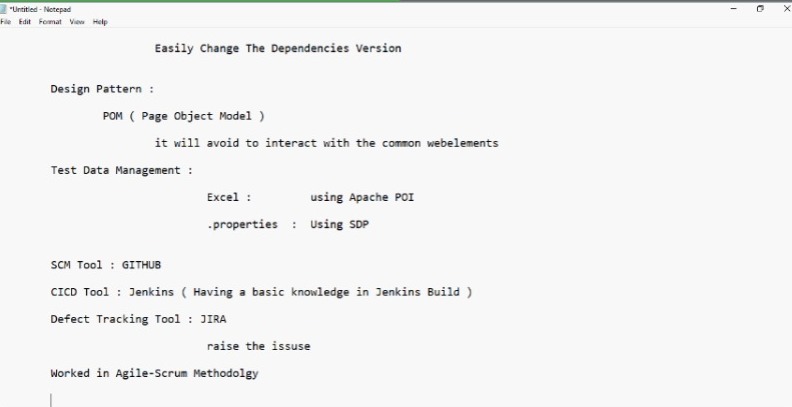 *Untitled - Notepad
File Edit Format View Help
Easily Change The Dependencies Version
Design Pattern :
POM ( Page Object Model )
it will avoid to interact with the common webelements
Test Data Management :
Excel : using Apache POI
.properties : Using SDP
SCM Tool : GITHUB
CICD Tool : Jenkins ( Having a basic knowledge in Jenkins Build )
Defect Tracking Tool : JIRA
raise the issuse
Worked in Agile-Scrum Methodolgy